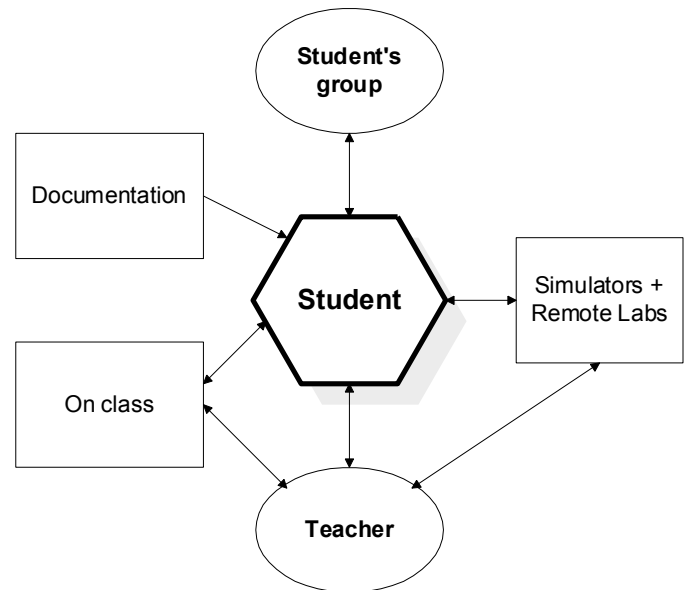 Student's
group
Documentation
Student
Simulators +
Remote Labs
On class
Teacher